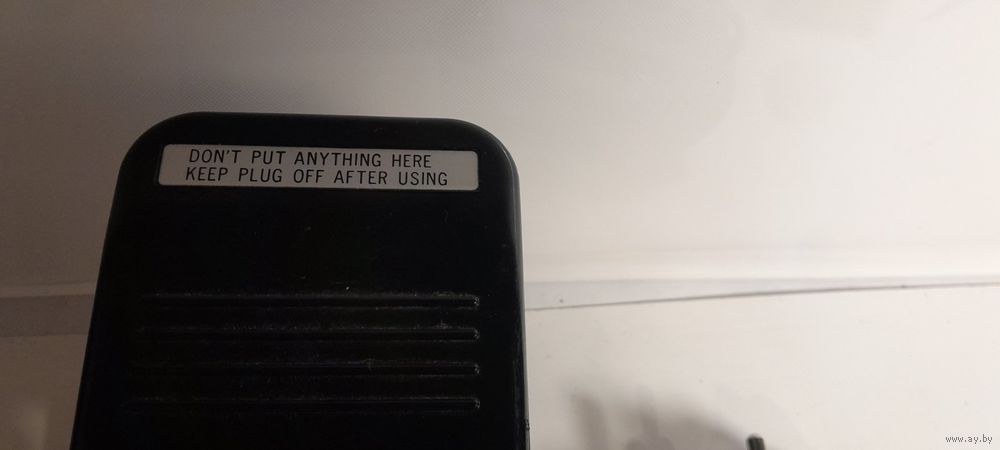 DON'T PUT ANYTHING HERE
KEEP PLUG OFF AFTER USING
www.ay.by